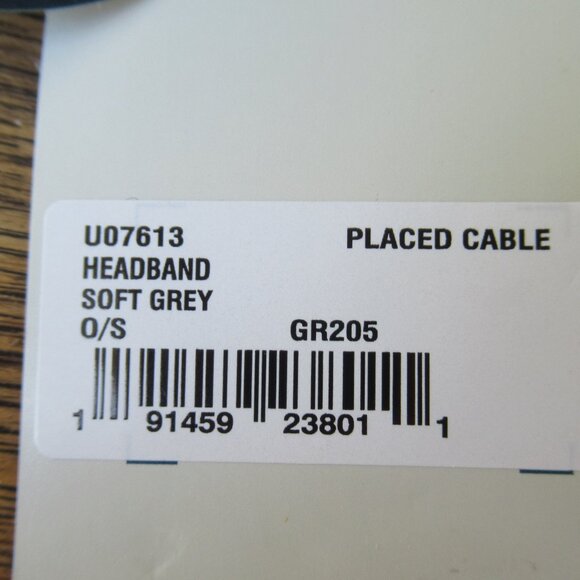 U07613 PLACED CABLE
HEADBAND
SOFT GREY
O/S GR205
1 91459 23801 1